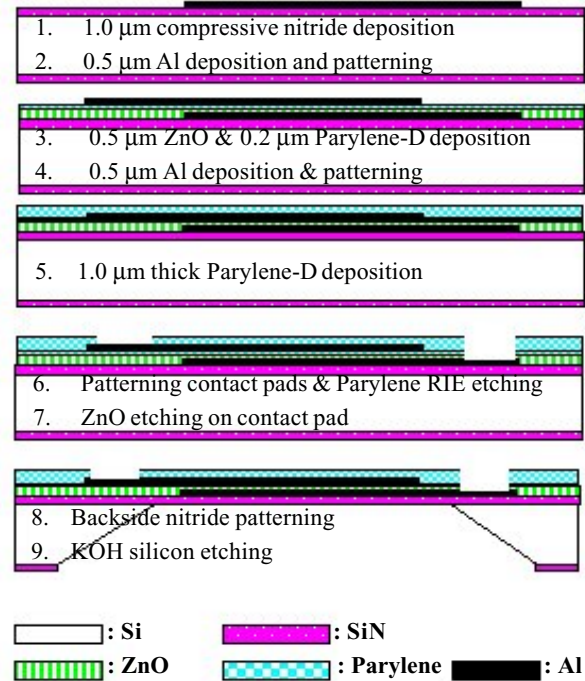 1. 1.0 μm compressive nitride deposition
2. 0.5 μm Al deposition and patterning
3. 0.5 μm ZnO & 0.2 μm Parylene-D deposition
4. 0.5 μm Al deposition & patterning
5. 1.0 μm thick Parylene-D deposition
6. Patterning contact pads & Parylene RIE etching
7. ZnO etching on contact pad
8. Backside nitride patterning
9. KOH silicon etching
: Si : SiN
: ZnO : Parylene : Al